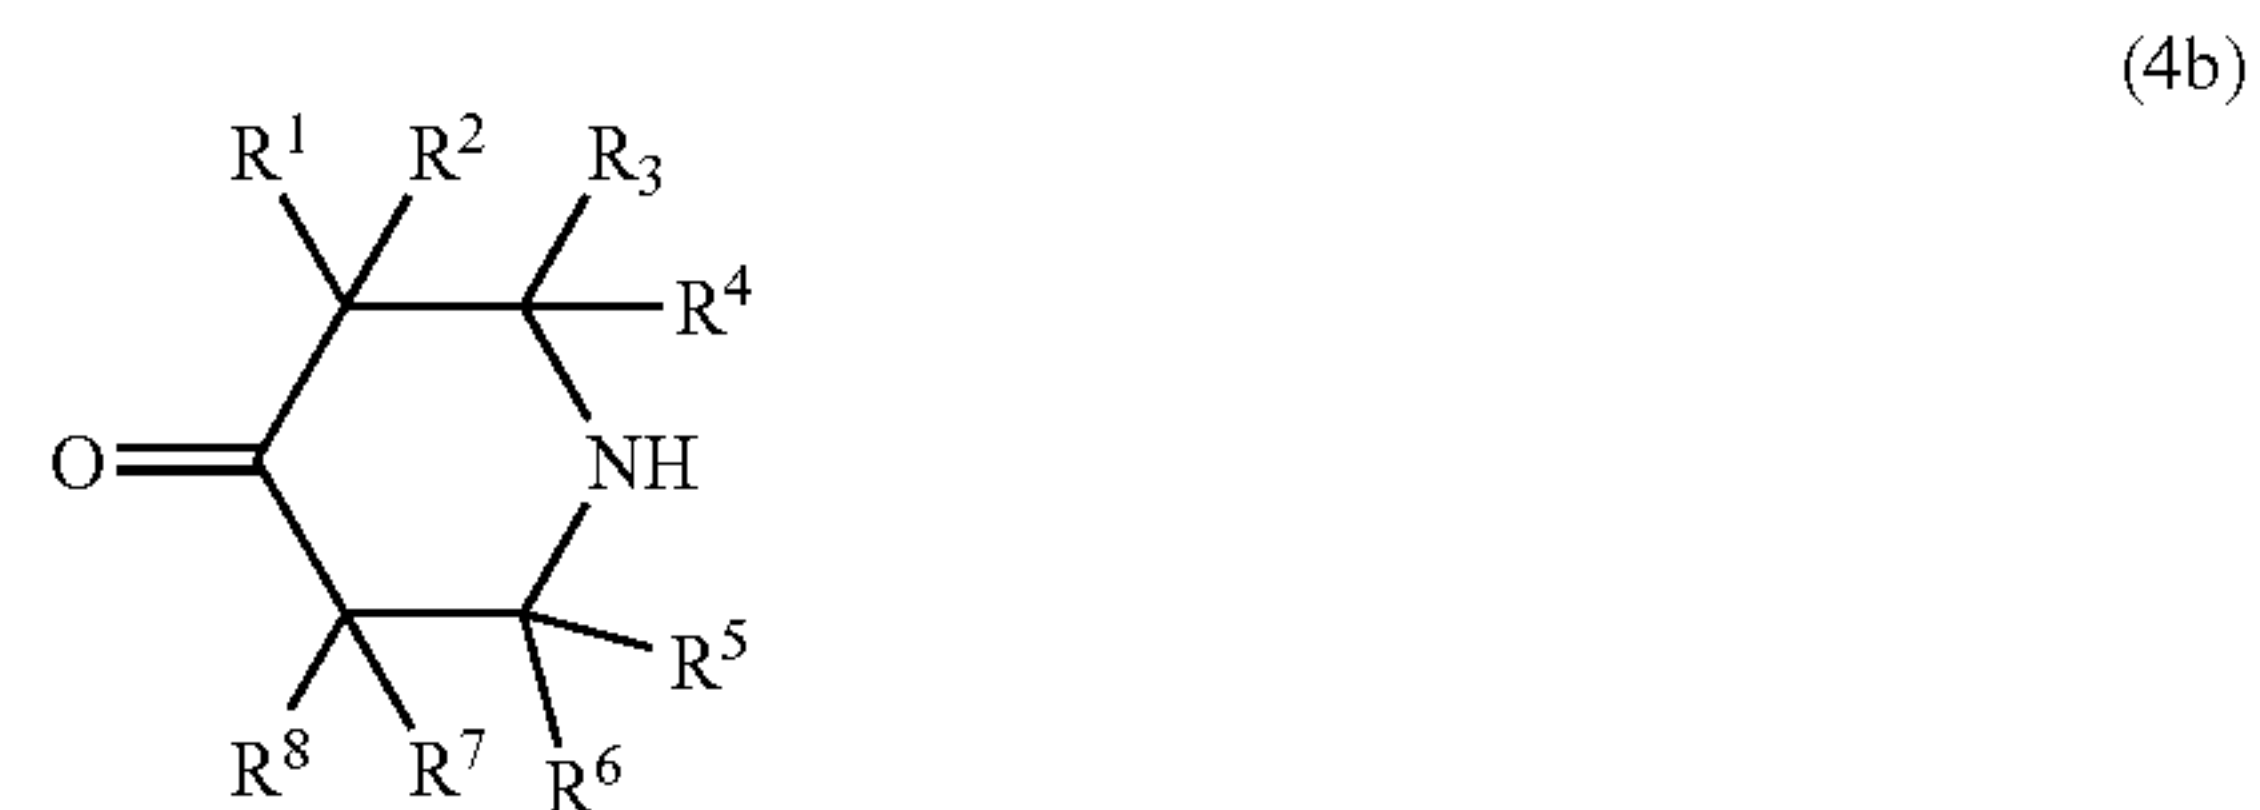 (4b)
R¹ R² R₃
R⁴
O NH
R⁵
R⁸ R⁷ R⁶